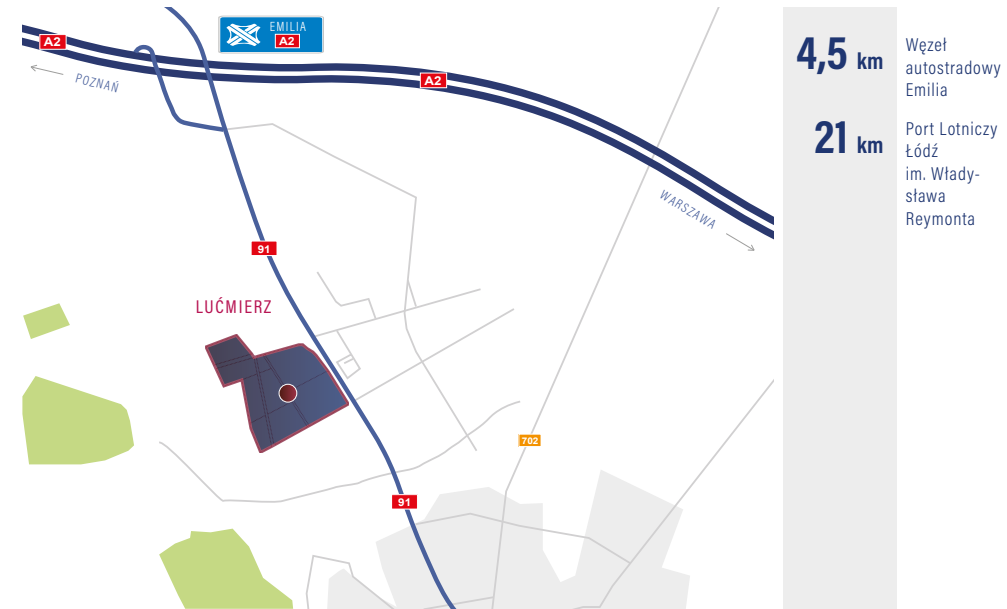 EMILIA
A2
A2
POZNAŃ
A2
WARSZAWA
91
LUĆMIERZ
702
91
4,5 km
Węzeł
autostradowy
Emilia
21 km
Port Lotniczy
Łódź
im. Włady-
sława
Reymonta